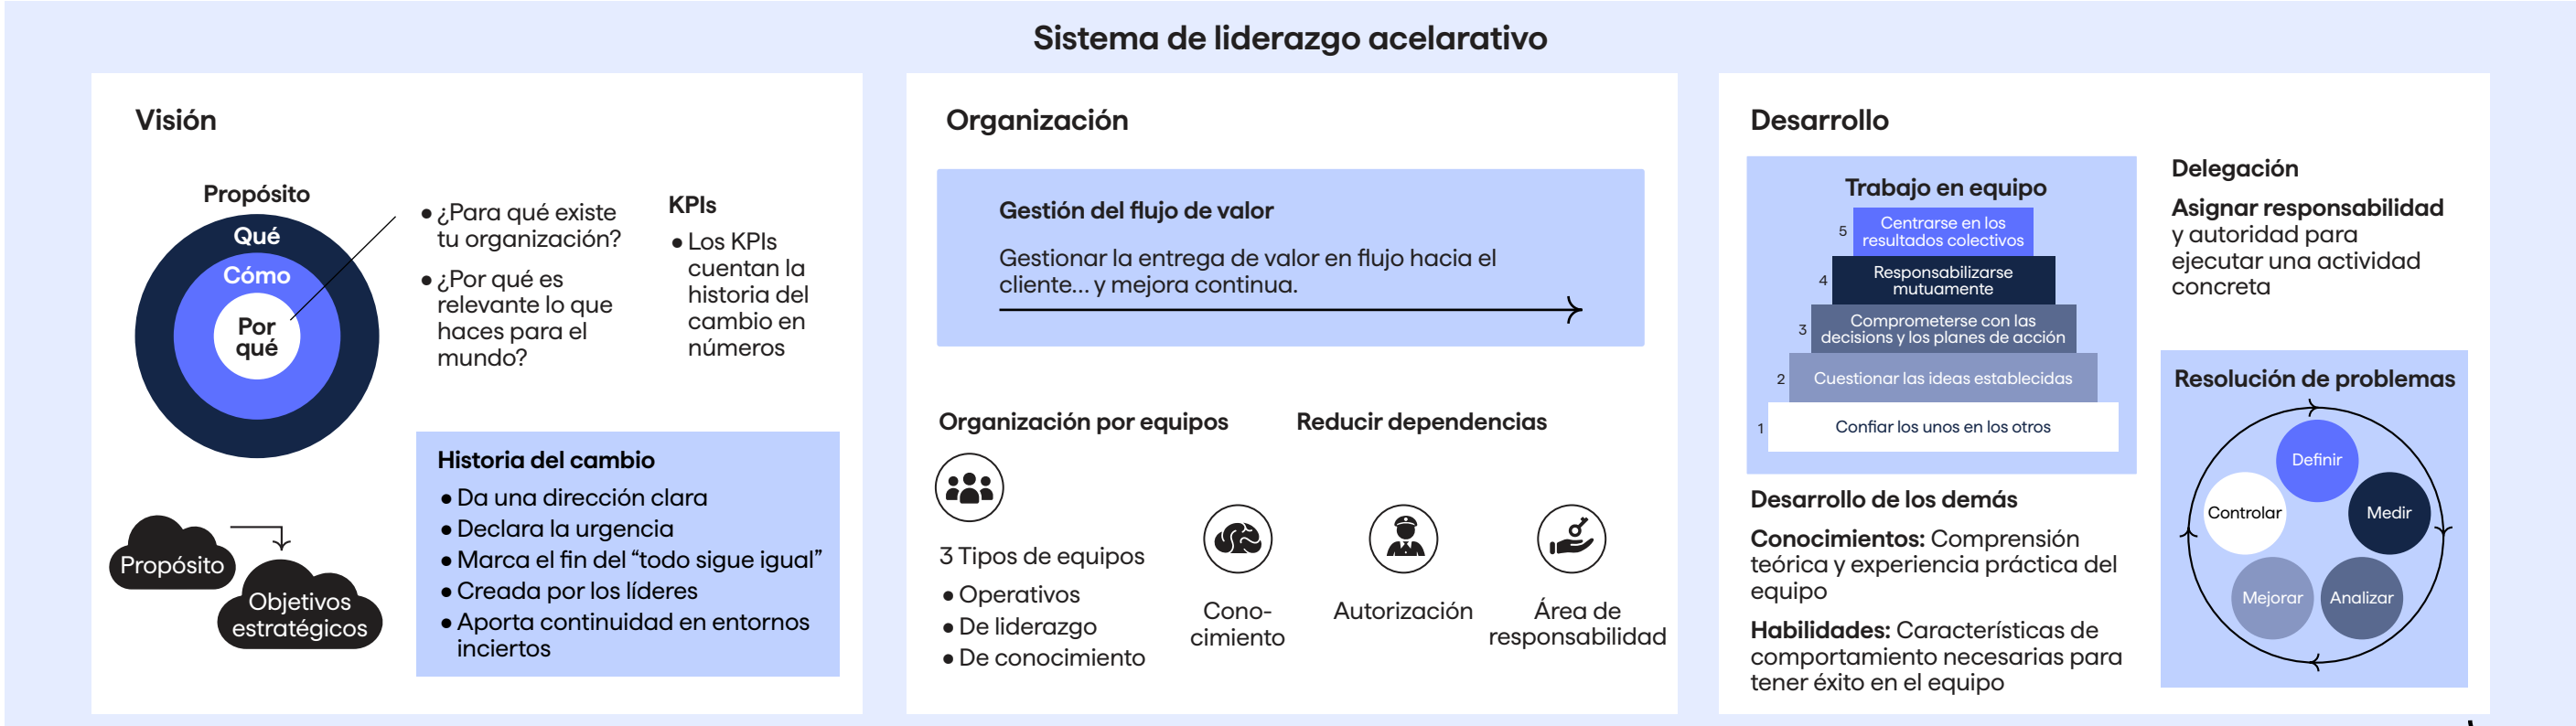 Sistema de liderazgo acelarativo
Visión
Propósito
Qué
Cómo
Por
qué
• ¿Para qué existe
tu organización?
• ¿Por qué es
relevante lo que
haces para el
mundo?
KPIs
• Los KPIs
cuentan la
historia del
cambio en
números
Propósito
Objetivos
estratégicos
Historia del cambio
• Da una dirección clara
• Declara la urgencia
• Marca el fin del “todo sigue igual”
• Creada por los líderes
• Aporta continuidad en entornos
inciertos
Organización
Gestión del flujo de valor
Gestionar la entrega de valor en flujo hacia el
cliente... y mejora continua.
Organización por equipos
3 Tipos de equipos
• Operativos
• De liderazgo
• De conocimiento
Reducir dependencias
Cono-
cimiento
Autorización
Área de
responsabilidad
Desarrollo
Trabajo en equipo
5 Centrarse en los
resultados colectivos
4 Responsabilizarse
mutuamente
3 Comprometerse con las
decisions y los planes de acción
2 Cuestionar las ideas establecidas
1 Confiar los unos en los otros
Desarrollo de los demás
Conocimientos: Comprensión
teórica y experiencia práctica del
equipo
Habilidades: Características de
comportamiento necesarias para
tener éxito en el equipo
Delegación
Asignar responsabilidad
y autoridad para
ejecutar una actividad
concreta
Resolución de problemas
Definir
Medir
Analizar
Mejorar
Controlar